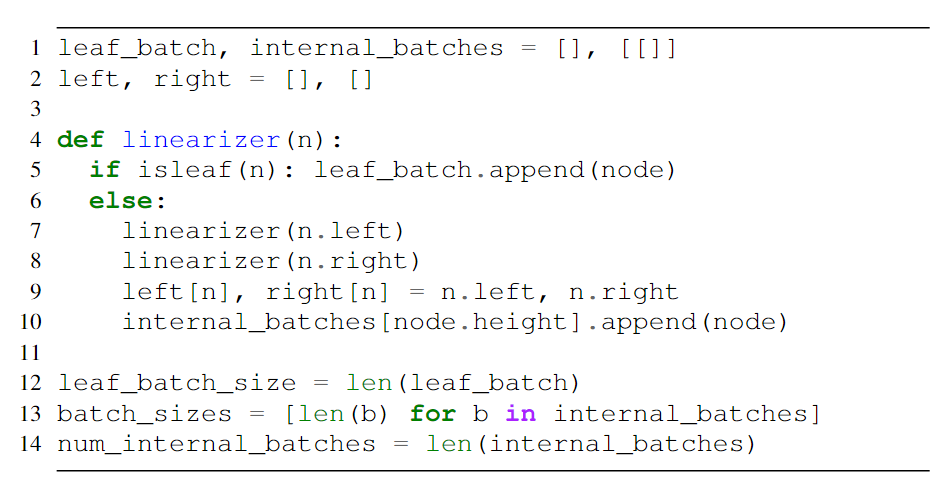 1 leaf_batch, internal_batches = [], [[]]
2 left, right = [], []
3
4 def linearizer(n):
5   if isleaf(n): leaf_batch.append(node)
6   else:
7     linearizer(n.left)
8     linearizer(n.right)
9     left[n], right[n] = n.left, n.right
10     internal_batches[node.height].append(node)
11
12 leaf_batch_size = len(leaf_batch)
13 batch_sizes = [len(b) for b in internal_batches]
14 num_internal_batches = len(internal_batches)